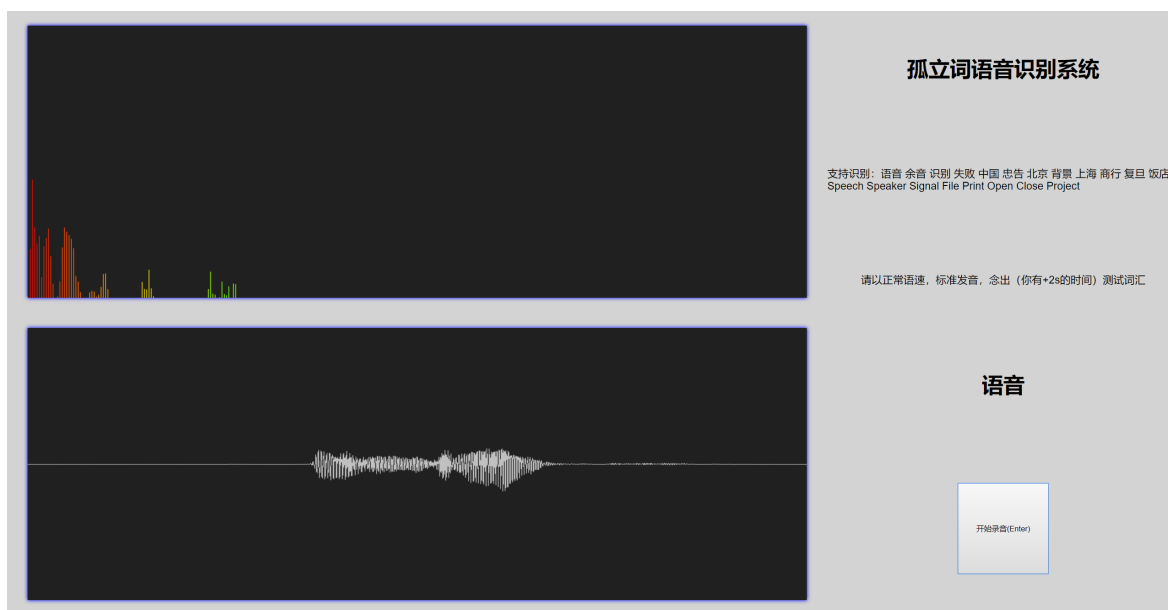 孤立词语音识别系统
支持识别：语音 余音 识别 失败 中国 忠告 北京 背景 上海 商行 复旦 饭店
Speech Speaker Signal File Print Open Close Project
请以正常语速，标准发音，念出（你有+2s的时间）测试词汇
语音
开始录音(Enter)